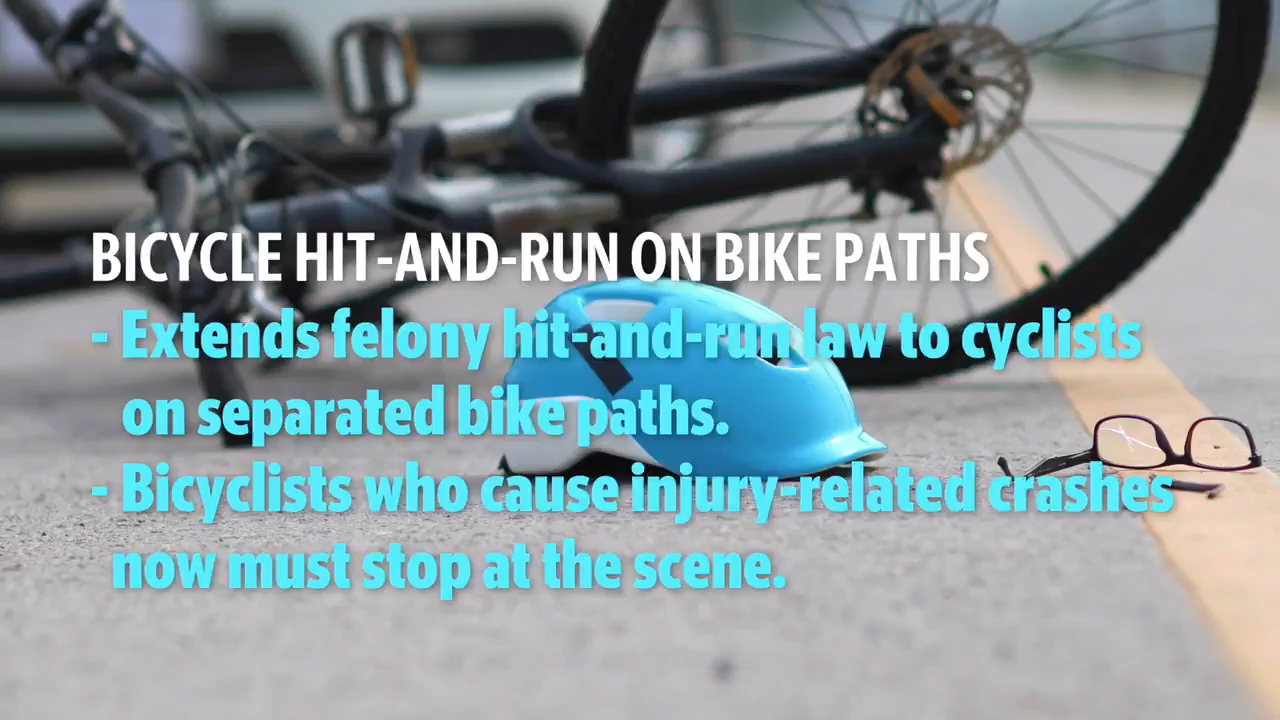 BICYCLE HIT-AND-RUN ON BIKE PATHS
- Extends felony hit-and-run law to cyclists
on separated bike paths.
- Bicyclists who cause injury-related crashes
now must stop at the scene.